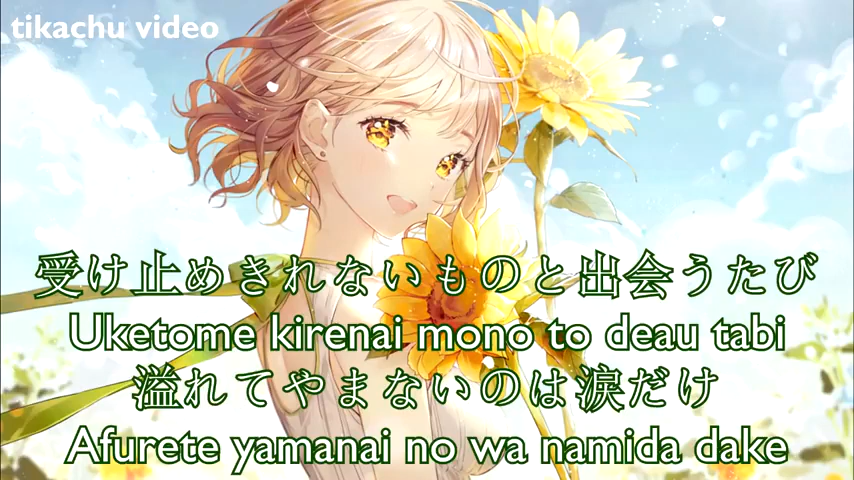 tikachu video
受け止めきれないものと出会うたび
Uketome kirenai mono to deau tabi
溢れてやまないのは涙だけ
Afurete yamanai no wa namida dake